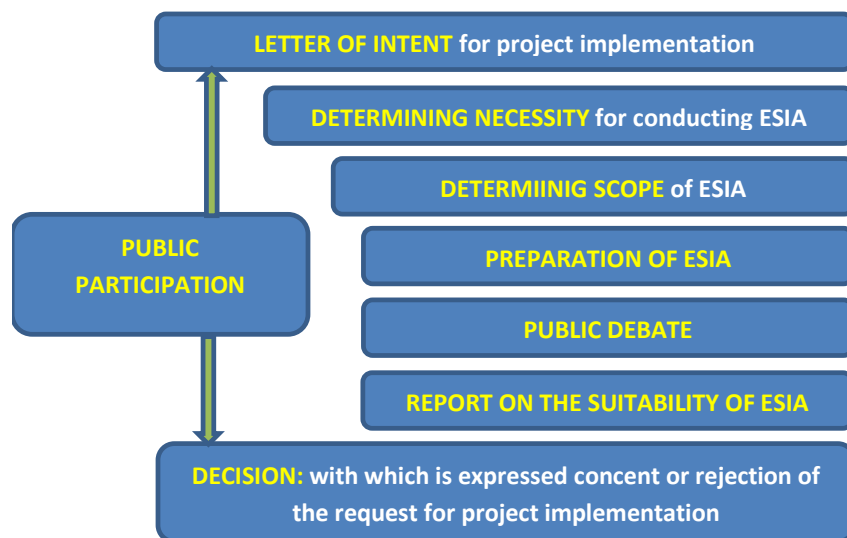 LETTER OF INTENT for project implementation
DETERMINING NECESSITY for conducting ESIA
DETERMIINIG SCOPE of ESIA
PUBLIC
PARTICIPATION
PREPARATION OF ESIA
PUBLIC DEBATE
REPORT ON THE SUITABILITY OF ESIA
DECISION: with which is expressed concent or rejection of
the request for project implementation